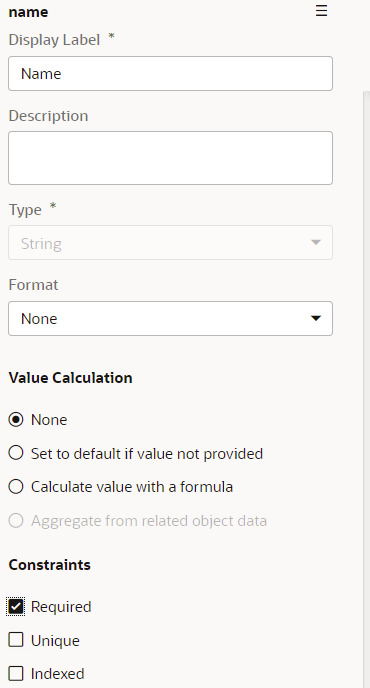 name
Display Label *
Name
Description
Type *
String
Format
None
Value Calculation
None
Set to default if value not provided
Calculate value with a formula
Aggregate from related object data
Constraints
Required
Unique
Indexed